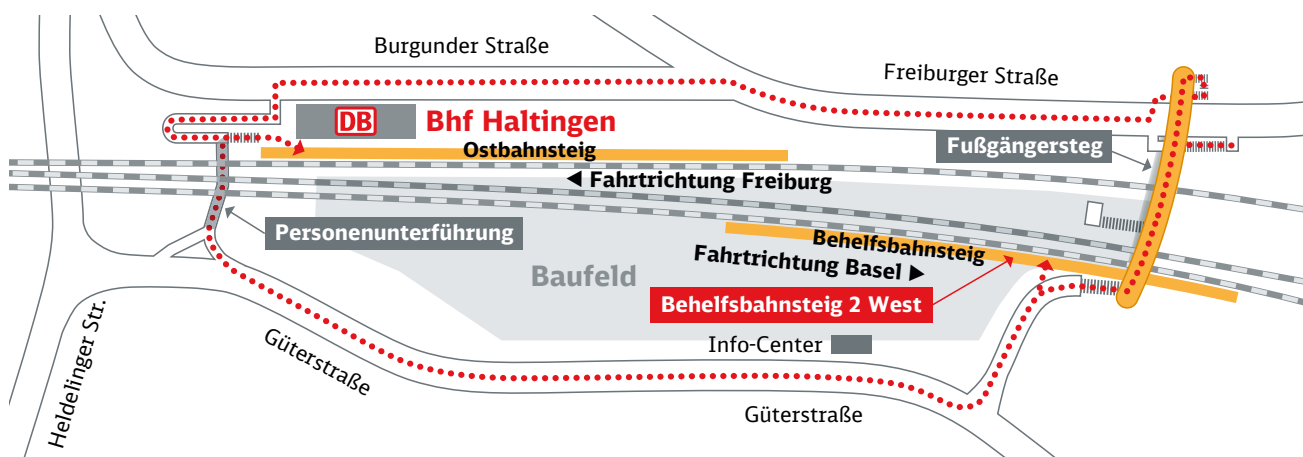 Burgunder Straße
Freiburger Straße
DB Bhf Haltingen
Ostbahnsteig
Fußgängersteg
◄ Fahrtrichtung Freiburg
Personenunterführung
Behelfsbahnsteig
Fahrtrichtung Basel ►
Baufeld
Behelfsbahnsteig 2 West
Info-Center
Heldelinger Str.
Güterstraße
Güterstraße